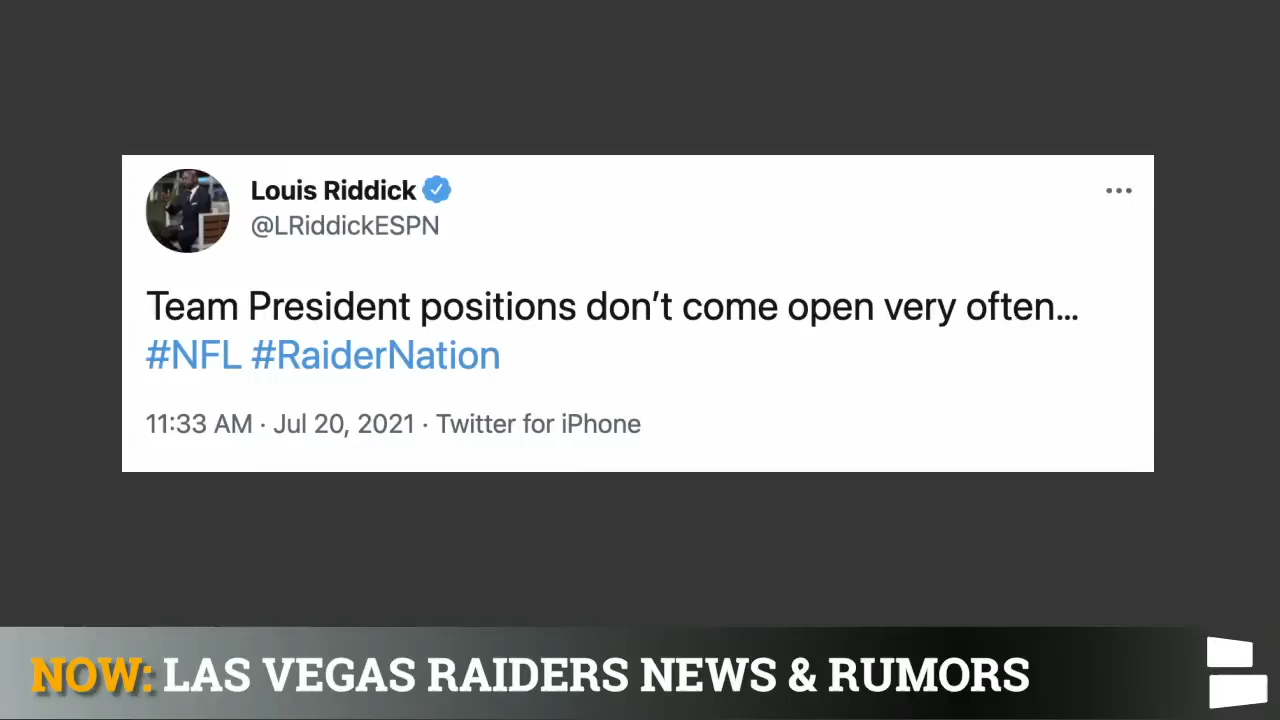 Louis Riddick
@LRiddickESPN
Team President positions don’t come open very often...
#NFL #RaiderNation
11:33 AM · Jul 20, 2021 · Twitter for iPhone
NOW: LAS VEGAS RAIDERS NEWS & RUMORS